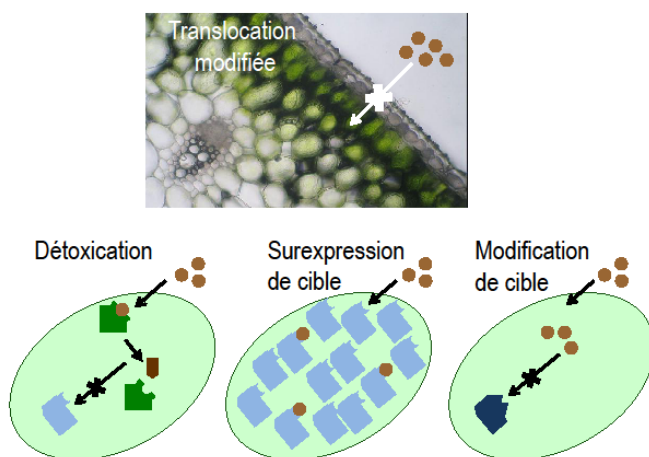 Translocation
modifiée
Détoxication
Surexpression
de cible
Modification
de cible